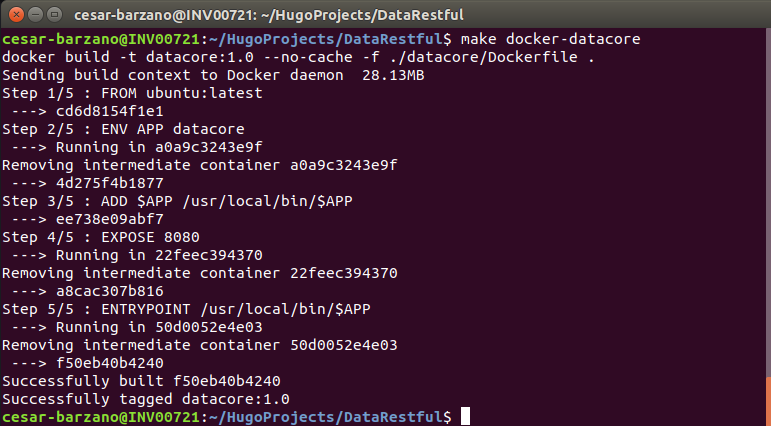 cesar-barzano@INV00721: ~/HugoProjects/DataRestful
cesar-barzano@INV00721:~/HugoProjects/DataRestful$ make docker-datacore
docker build -t datacore:1.0 --no-cache -f ./datacore/Dockerfile .
Sending build context to Docker daemon  28.13MB
Step 1/5 : FROM ubuntu:latest
 ---> cd6d8154f1e1
Step 2/5 : ENV APP datacore
 ---> Running in a0a9c3243e9f
Removing intermediate container a0a9c3243e9f
 ---> 4d275f4b1877
Step 3/5 : ADD $APP /usr/local/bin/$APP
 ---> ee738e09abf7
Step 4/5 : EXPOSE 8080
 ---> Running in 22feec394370
Removing intermediate container 22feec394370
 ---> a8cac307b816
Step 5/5 : ENTRYPOINT /usr/local/bin/$APP
 ---> Running in 50d0052e4e03
Removing intermediate container 50d0052e4e03
 ---> f50eb40b4240
Successfully built f50eb40b4240
Successfully tagged datacore:1.0
cesar-barzano@INV00721:~/HugoProjects/DataRestful$